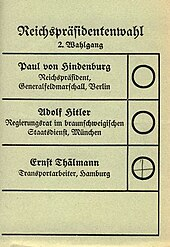 Reichspräsidentenwahl
2. Wahlgang
Paul von Hindenburg
Reichspräsident,
Generalfeldmarschall, Berlin
Adolf Hitler
Regierungsrat im braunschweigischen
Staatsdienst, München
Ernst Thälmann
Transportarbeiter, Hamburg